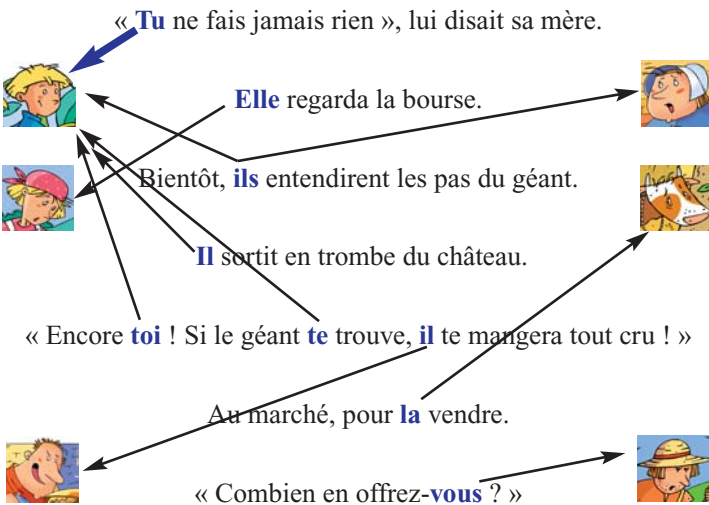 « Tu ne fais jamais rien », lui disait sa mère.
Elle regarda la bourse.
Bientôt, ils entendirent les pas du géant.
Il sortit en trombe du château.
« Encore toi ! Si le géant te trouve, il te mangera tout cru ! »
Au marché, pour la vendre.
« Combien en offrez-vous ? »